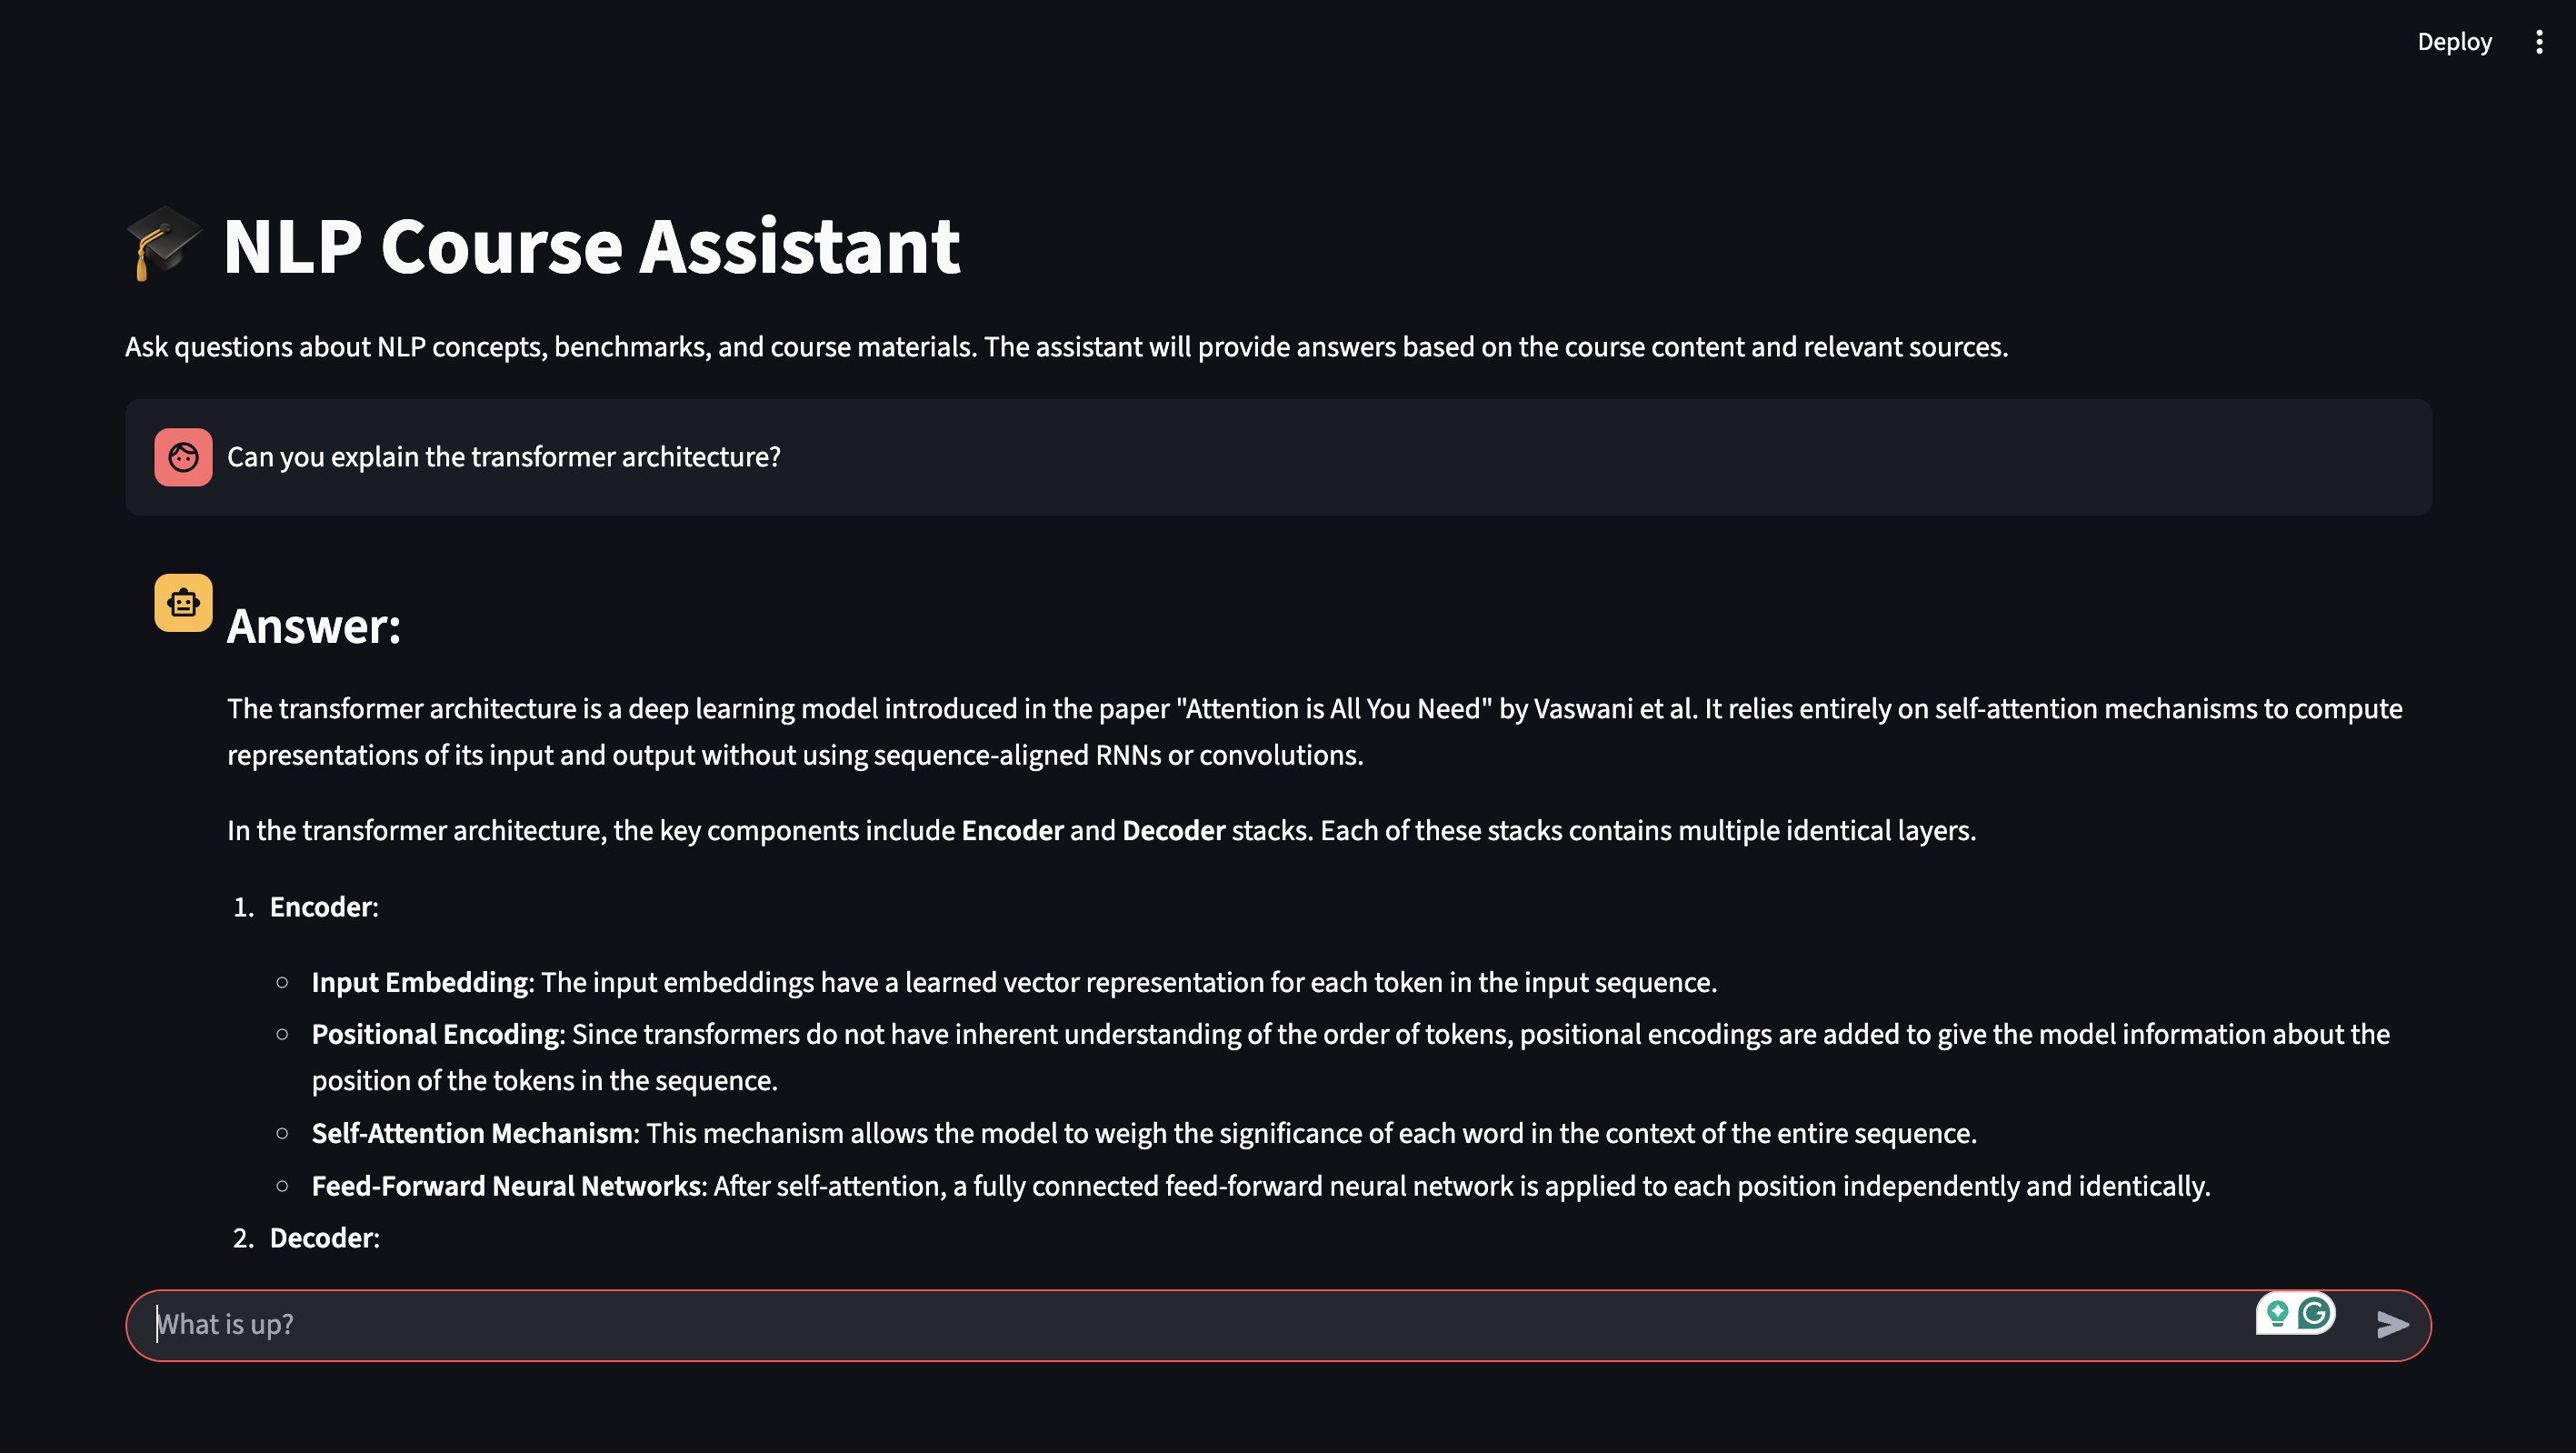 Deploy
NLP Course Assistant
Ask questions about NLP concepts, benchmarks, and course materials. The assistant will provide answers based on the course content and relevant sources.
Can you explain the transformer architecture?
Answer:
The transformer architecture is a deep learning model introduced in the paper "Attention is All You Need" by Vaswani et al. It relies entirely on self-attention mechanisms to compute
representations of its input and output without using sequence-aligned RNNs or convolutions.
In the transformer architecture, the key components include Encoder and Decoder stacks. Each of these stacks contains multiple identical layers.
1. Encoder:
○ Input Embedding: The input embeddings have a learned vector representation for each token in the input sequence.
○ Positional Encoding: Since transformers do not have inherent understanding of the order of tokens, positional encodings are added to give the model information about the
position of the tokens in the sequence.
○ Self-Attention Mechanism: This mechanism allows the model to weigh the significance of each word in the context of the entire sequence.
○ Feed-Forward Neural Networks: After self-attention, a fully connected feed-forward neural network is applied to each position independently and identically.
2. Decoder:
What is up?